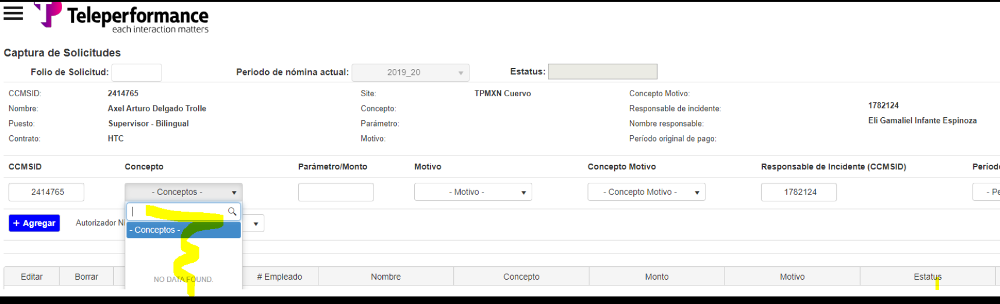 Teleperformance
each interaction matters
Captura de Solicitudes
Folio de Solicitud: Periodo de nómina actual: 2019_20 Estatus:
CCMSID: 2414765 Site: TPMXN Cuervo Concepto Motivo:
Nombre: Axel Arturo Delgado Trolle Concepto: Responsable de incidente: 1782124
Puesto: Supervisor - Bilingual Parámetro: Nombre responsable: Eli Gamaliel Infante Espinoza
Contrato: HTC Motivo: Período original de pago:
CCMSID Concepto Parámetro/Monto Motivo Concepto Motivo Responsable de Incidente (CCMSID)
2414765 - Conceptos - - Motivo - - Concepto Motivo - 1782124
+ Agregar Autorizador
- Conceptos -
Editar Borrar # Empleado Nombre Concepto Monto Motivo Estatus
NO DATA FOUND.